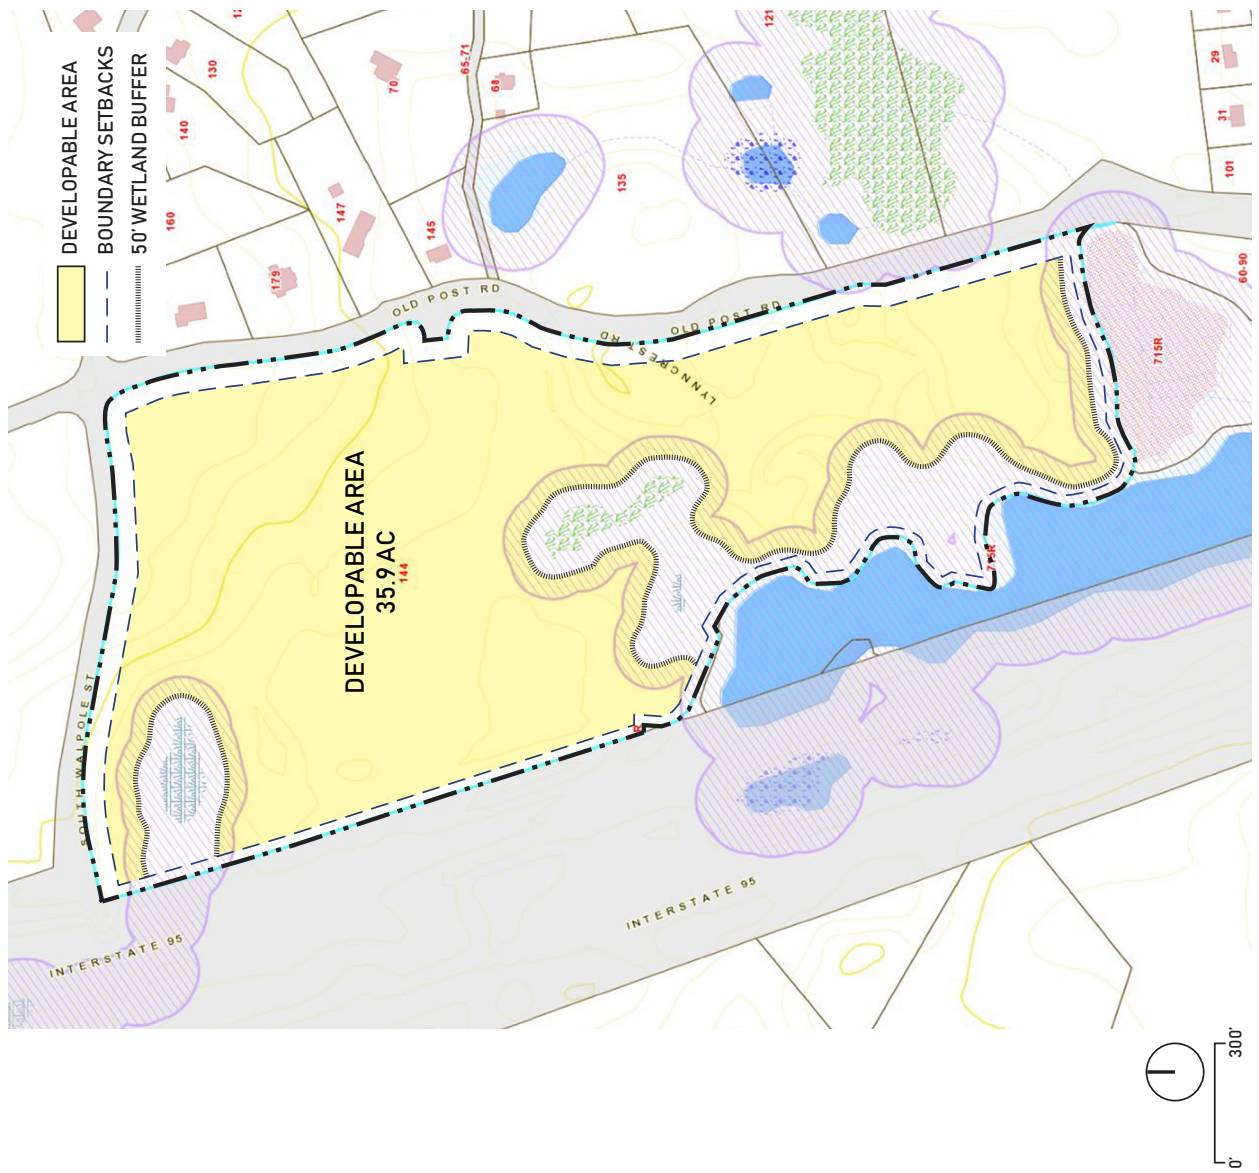 DEVELOPABLE AREA
BOUNDARY SETBACKS
50' WETLAND BUFFER
130
140
160
70
65-71
68
147
145
179
135
121
29
31
101
60-90
OLD POST RD
OLD POST RD
LYNNCREST RD
SOUTH WALPOLE ST
DEVELOPABLE AREA
35.9 AC
144
R
715R
715R
INTERSTATE 95
INTERSTATE 95
0'
300'